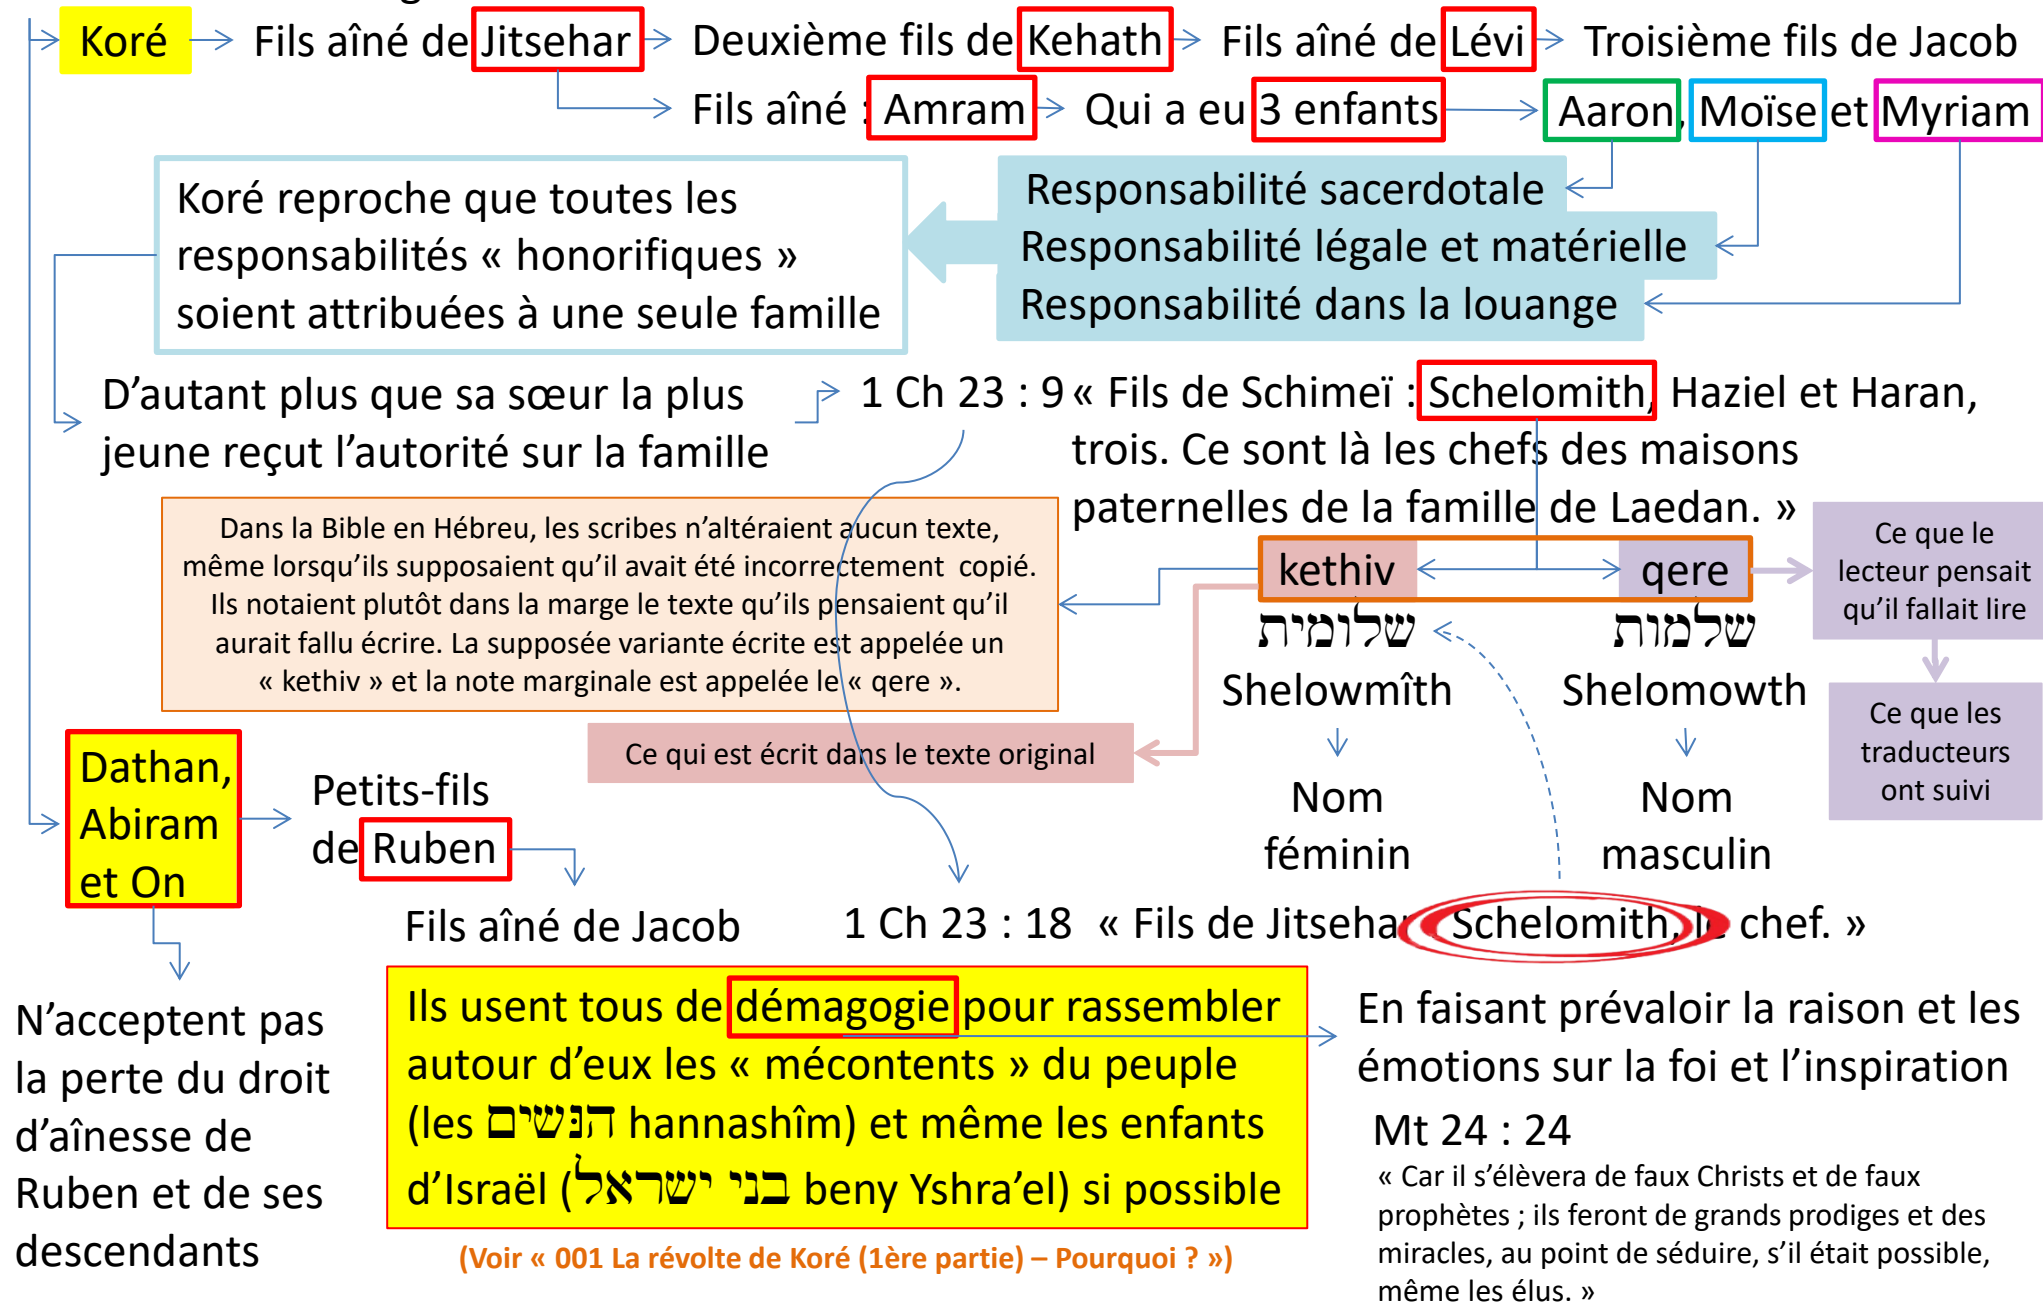 Koré
Fils aîné de Jitsehar
Deuxième fils de Kehath
Fils aîné de Lévi
Troisième fils de Jacob
Fils aîné : Amram
Qui a eu 3 enfants
Aaron, Moïse et Myriam
Koré reproche que toutes les
responsabilités « honorifiques »
soient attribuées à une seule famille
Responsabilité sacerdotale
Responsabilité légale et matérielle
Responsabilité dans la louange
D’autant plus que sa sœur la plus
jeune reçut l’autorité sur la famille
1 Ch 23 : 9 « Fils de Schimeï : Schelomith, Haziel et Haran,
trois. Ce sont là les chefs des maisons
paternelles de la famille de Laedan. »
Dans la Bible en Hébreu, les scribes n’altéraient aucun texte,
même lorsqu’ils supposaient qu’il avait été incorrectement copié.
Ils notaient plutôt dans la marge le texte qu’ils pensaient qu’il
aurait fallu écrire. La supposée variante écrite est appelée un
« kethiv » et la note marginale est appelée le « qere ».
kethiv
qere
Ce que le
lecteur pensait
qu’il fallait lire
שלומית
שלמות
Shelowmîth
Shelomowth
Ce que les
traducteurs
ont suivi
Ce qui est écrit dans le texte original
Nom
féminin
Nom
masculin
Dathan,
Abiram
et On
Petits-fils
de Ruben
Fils aîné de Jacob
1 Ch 23 : 18 « Fils de Jitsehar Schelomith, le chef. »
N’acceptent pas
la perte du droit
d’aînesse de
Ruben et de ses
descendants
Ils usent tous de démagogie pour rassembler
autour d’eux les « mécontents » du peuple
(les הנּשים hannashîm) et même les enfants
d’Israël (בני ישראל beny Yshra’el) si possible
En faisant prévaloir la raison et les
émotions sur la foi et l’inspiration
Mt 24 : 24
« Car il s’élèvera de faux Christs et de faux
prophètes ; ils feront de grands prodiges et des
miracles, au point de séduire, s’il était possible,
même les élus. »
(Voir « 001 La révolte de Koré (1ère partie) – Pourquoi ? »)